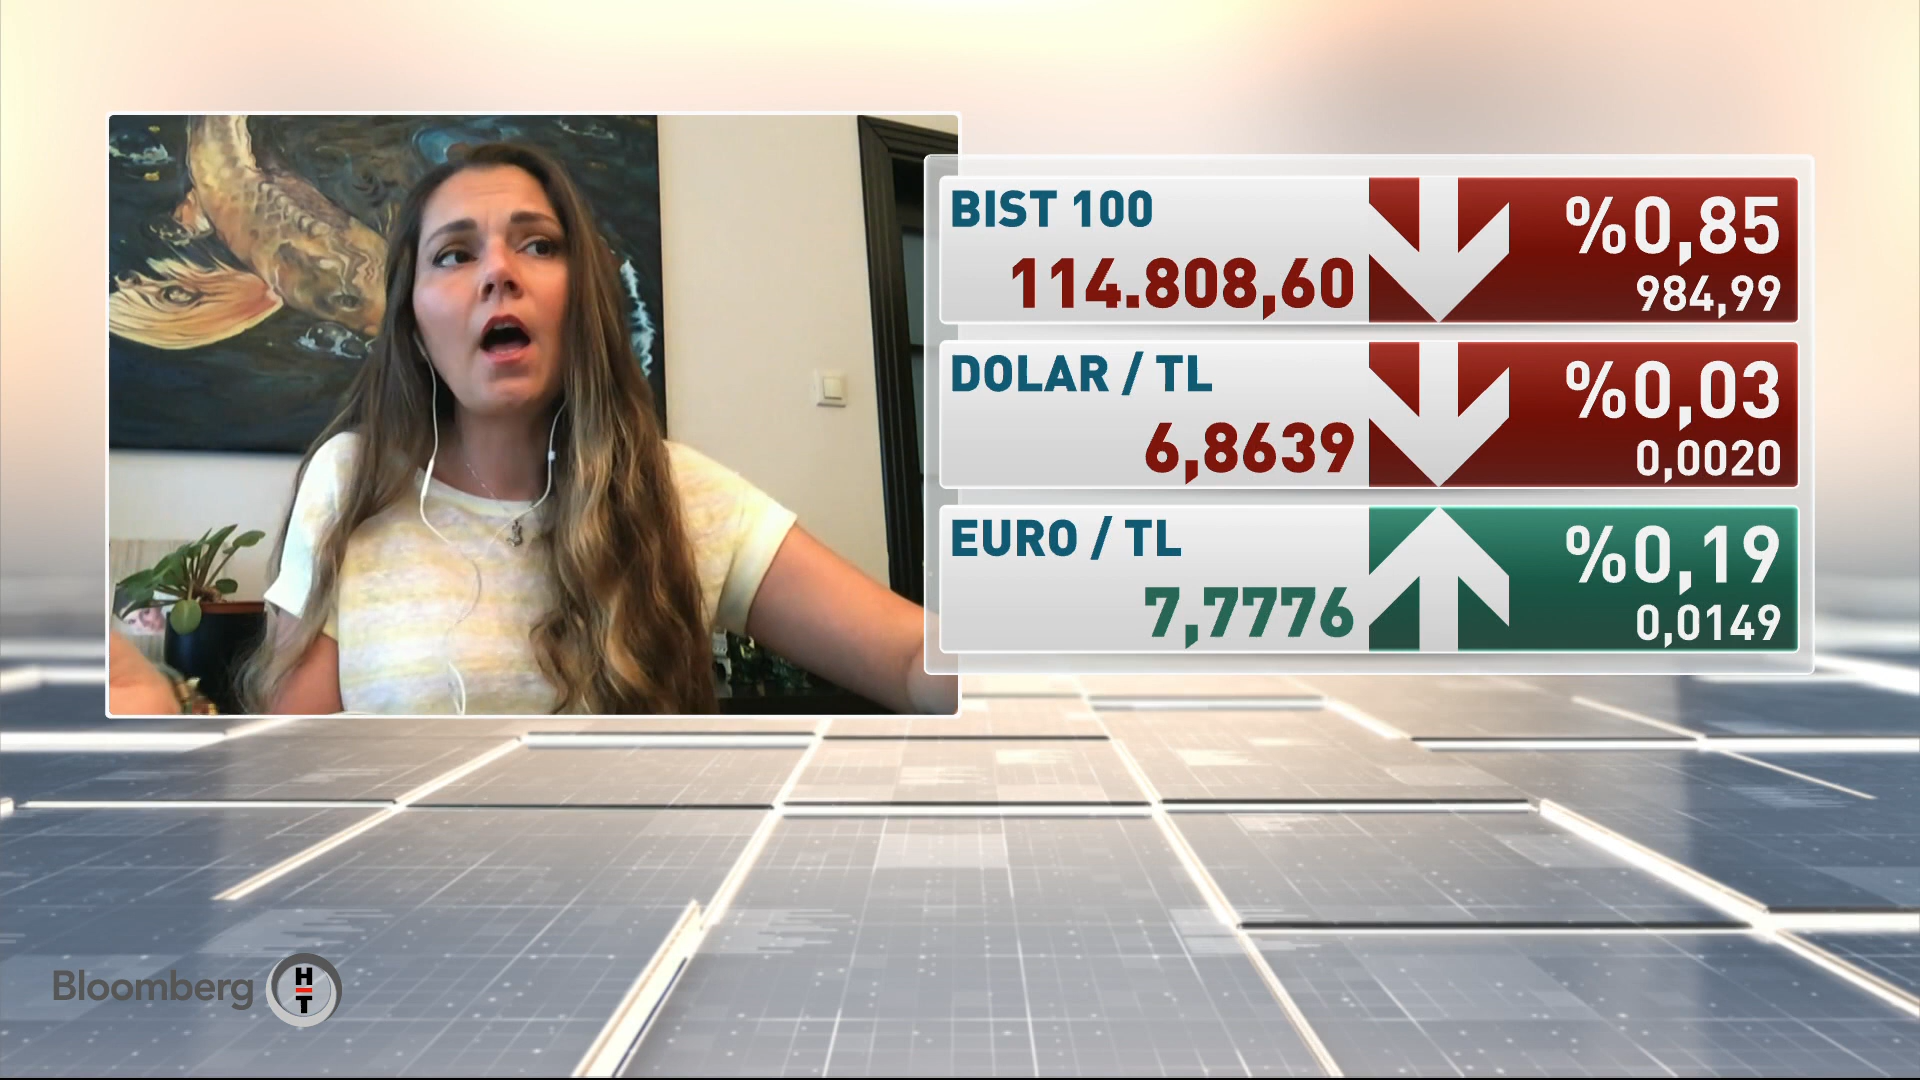 BIST 100
114.808,60
%0,85
984,99
DOLAR / TL
6,8639
%0,03
0,0020
EURO / TL
7,7776
%0,19
0,0149
Bloomberg HT